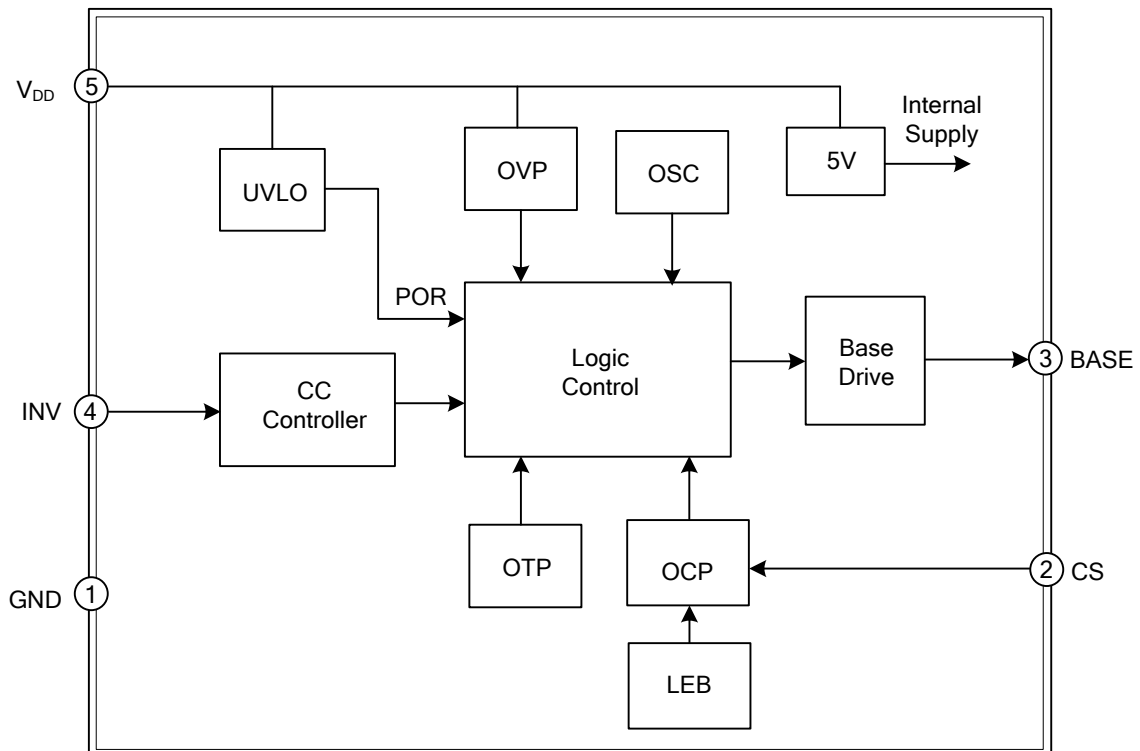 V_DD
5
Internal
Supply
OVP
OSC
5V
UVLO
POR
Logic
Control
Base
Drive
3
BASE
INV
4
CC
Controller
GND
1
OTP
OCP
2
CS
LEB